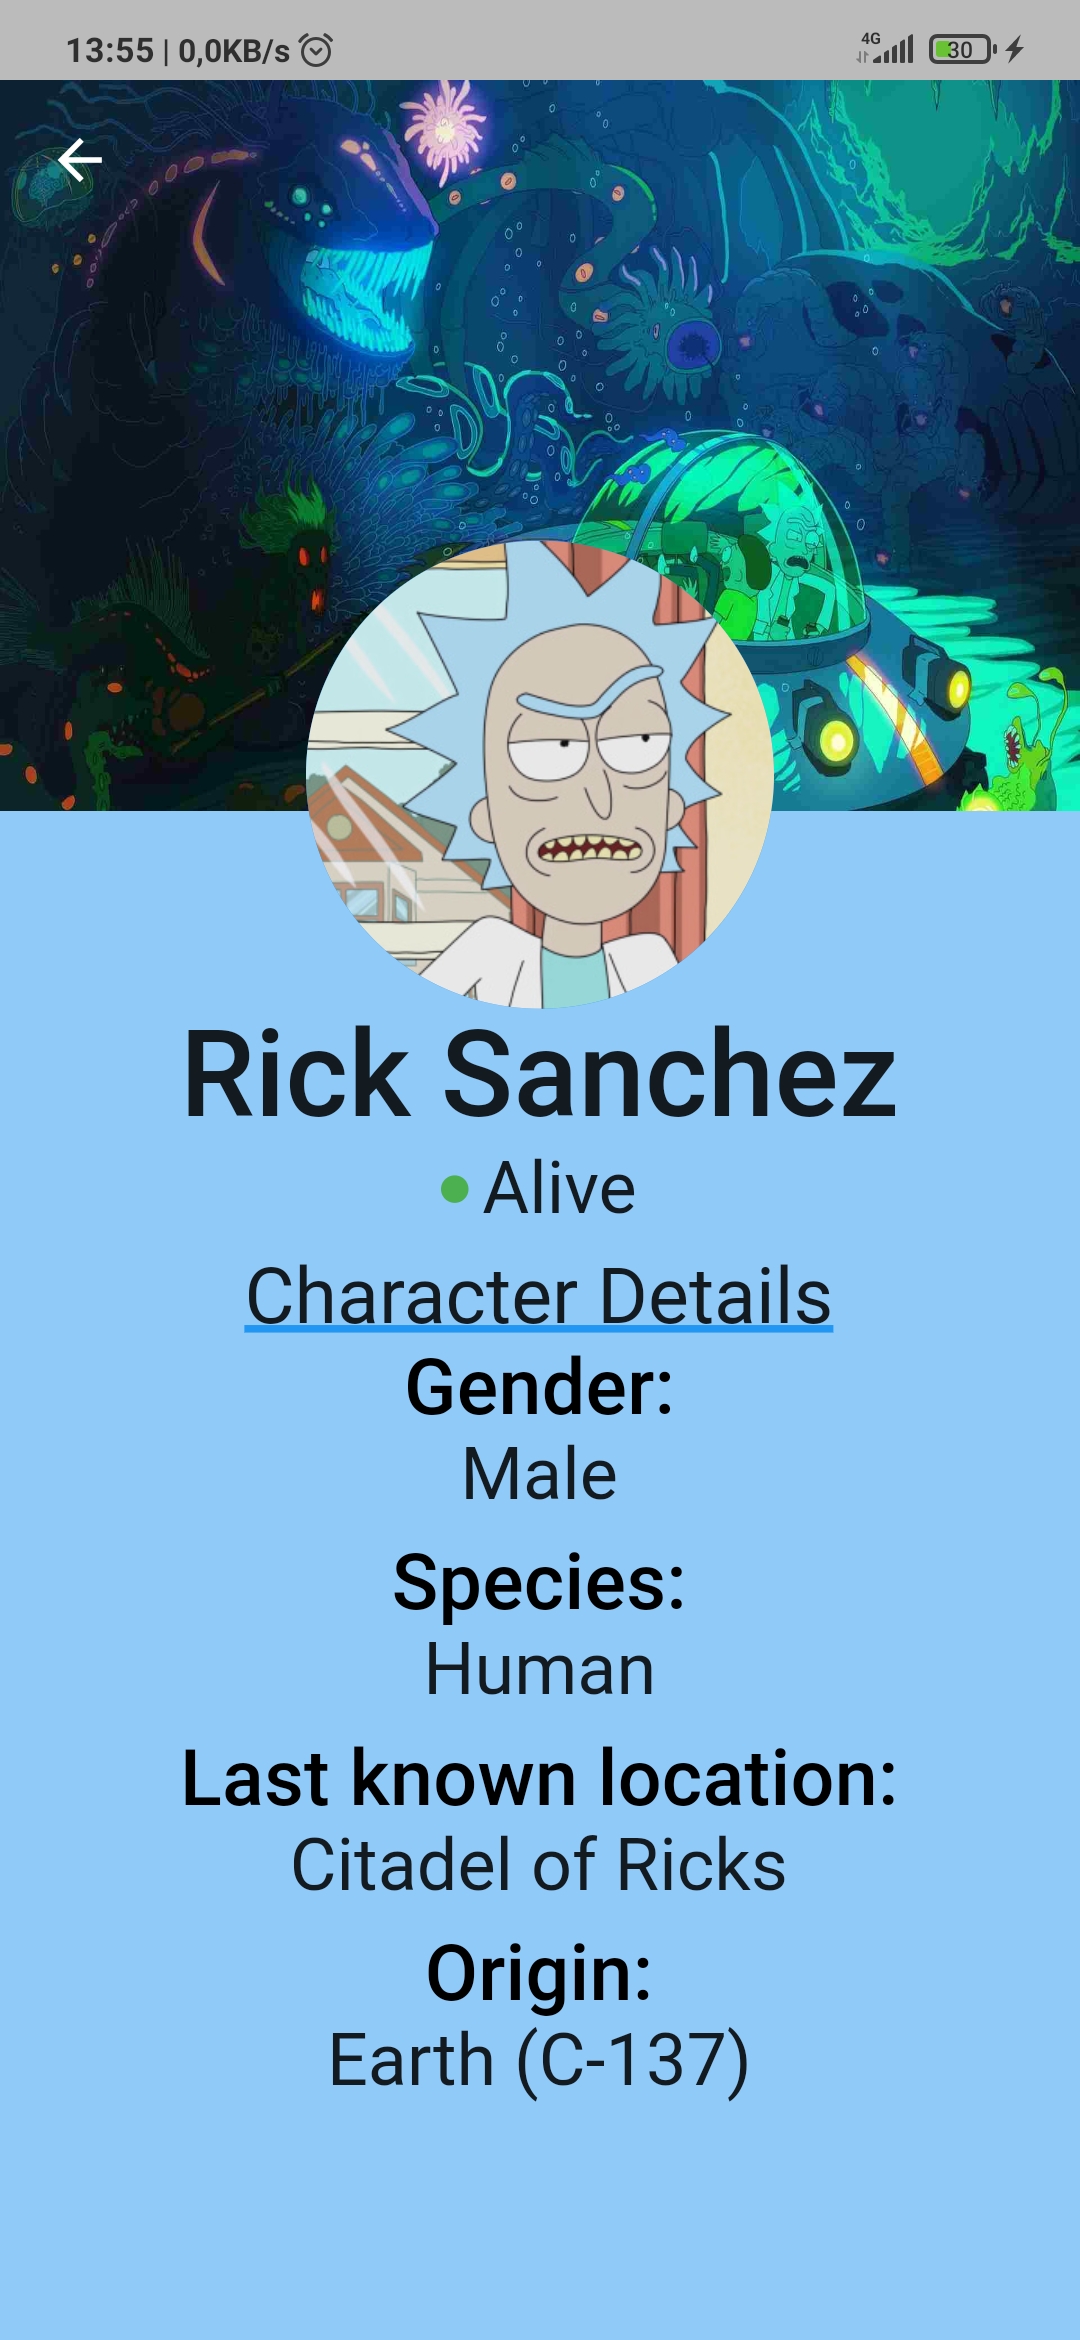 13:55 | 0,0KB/s 4G 30
Rick Sanchez
Alive
Character Details
Gender:
Male
Species:
Human
Last known location:
Citadel of Ricks
Origin:
Earth (C-137)